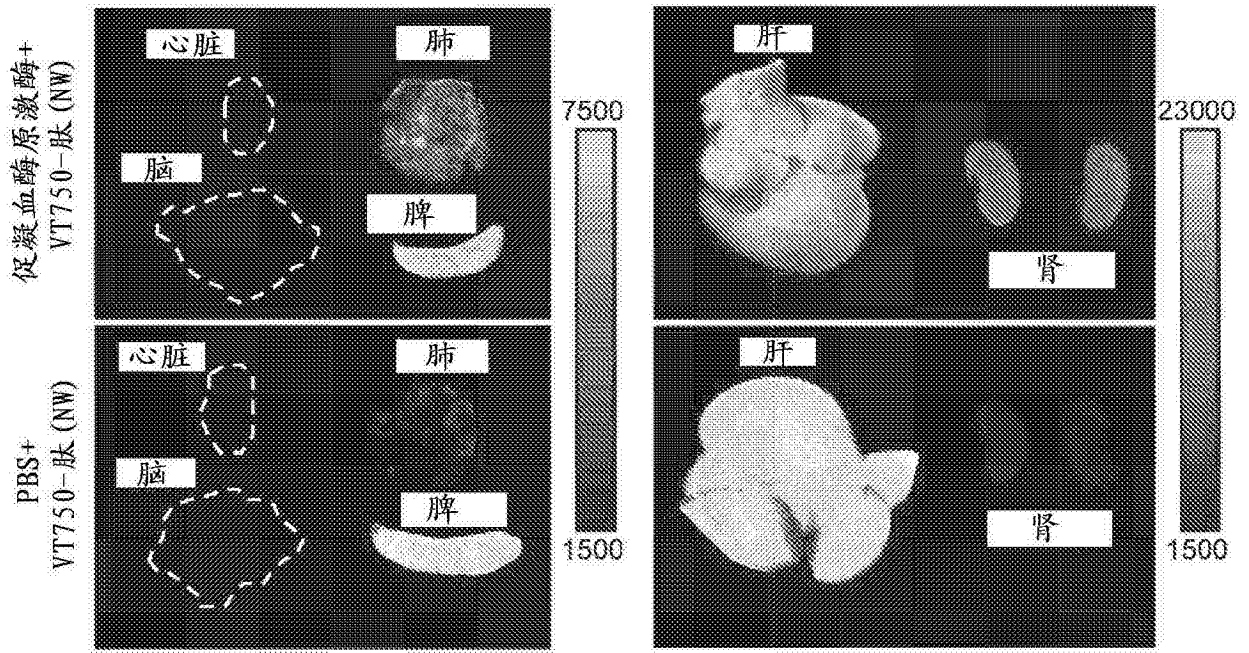 促凝血酶原激酶+
VT750-肽(NW)
心脏
肺
脑
脾
7500
1500
肝
肾
23000
1500
PBS+
VT750-肽(NW)
心脏
肺
脑
脾
肝
肾